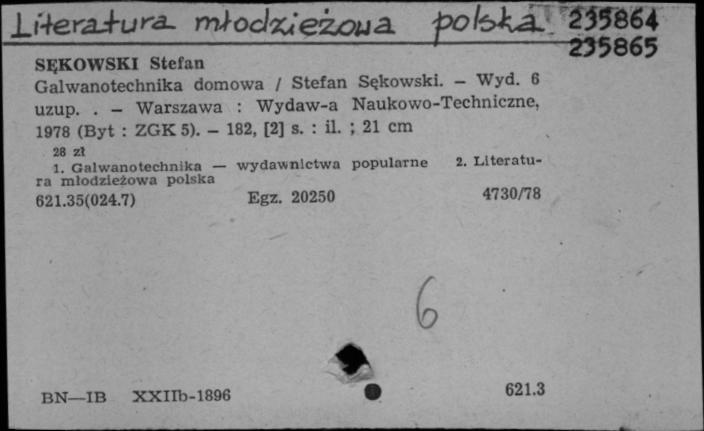 Literatura młodzieżowa polska 235864
235865
SĘKOWSKI Stefan
Galwanotechnika domowa / Stefan Sękowski. — Wyd. 6
uzup. . — Warszawa : Wydaw-a Naukowo-Techniczne,
1978 (Byt : ZGK 5). — 182, [2] s. : il. ; 21 cm
28 zł
1. Galwanotechnika — wydawnictwa popularne 2. Literatu-
ra młodzieżowa polska
621.35(024.7) Egz. 20250 4730/78
6
BN—IB XXIIb-1896 621.3